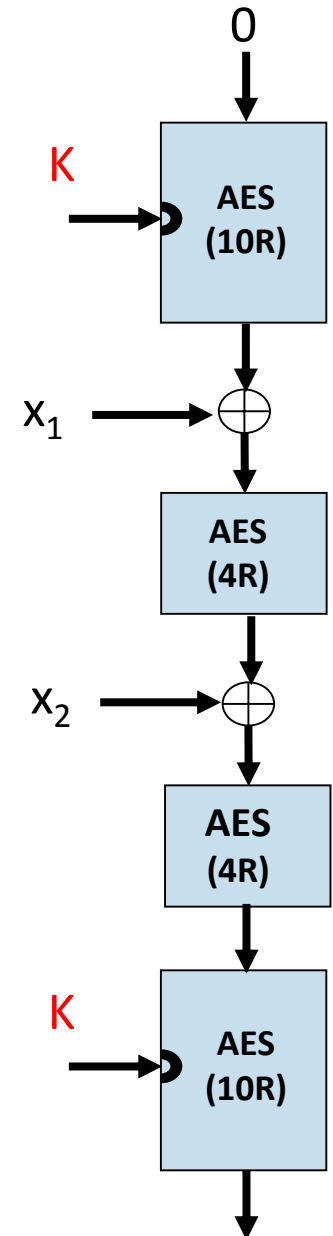 0
K
AES
(10R)
x₁
AES
(4R)
x₂
AES
(4R)
K
AES
(10R)